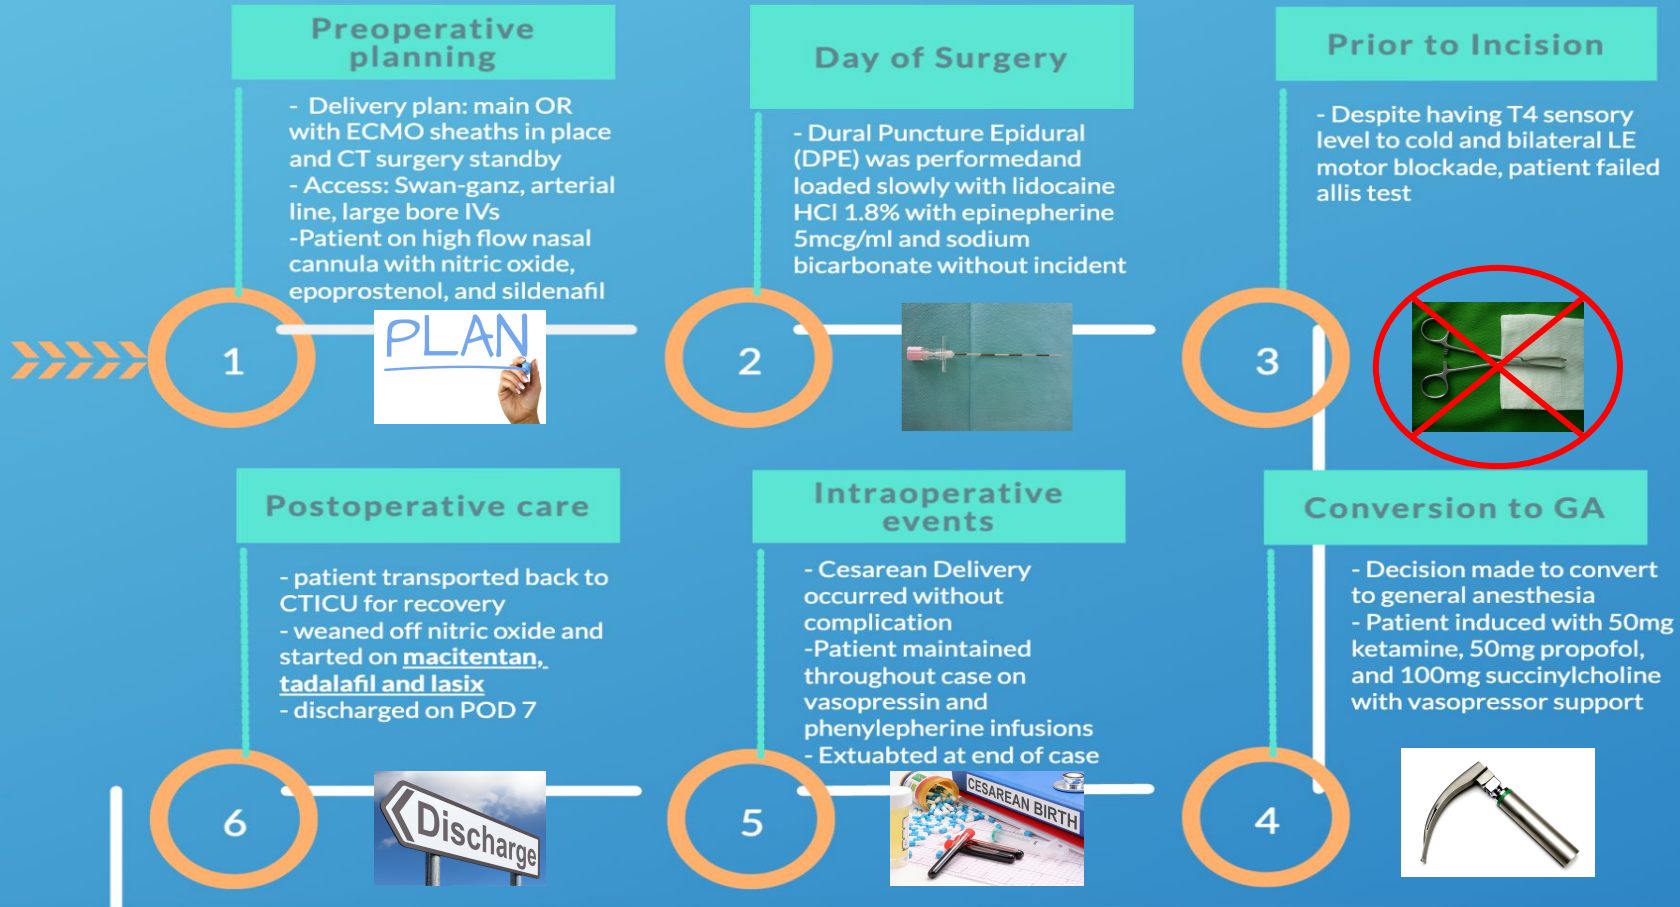 Preoperative
planning
- Delivery plan: main OR
with ECMO sheaths in place
and CT surgery standby
- Access: Swan-ganz, arterial
line, large bore IVs
-Patient on high flow nasal
cannula with nitric oxide,
epoprostenol, and sildenafil
1
PLAN
Day of Surgery
- Dural Puncture Epidural
(DPE) was performedand
loaded slowly with lidocaine
HCl 1.8% with epinepherine
5mcg/ml and sodium
bicarbonate without incident
2
Prior to Incision
- Despite having T4 sensory
level to cold and bilateral LE
motor blockade, patient failed
allis test
3
Conversion to GA
- Decision made to convert
to general anesthesia
- Patient induced with 50mg
ketamine, 50mg propofol,
and 100mg succinylcholine
with vasopressor support
4
Intraoperative
events
- Cesarean Delivery
occurred without
complication
-Patient maintained
throughout case on
vasopressin and
phenylepherine infusions
- Extuabted at end of case
5
CESAREAN BIRTH
Postoperative care
- patient transported back to
CTICU for recovery
- weaned off nitric oxide and
started on macitentan,
tadalafil and lasix
- discharged on POD 7
6
Discharge